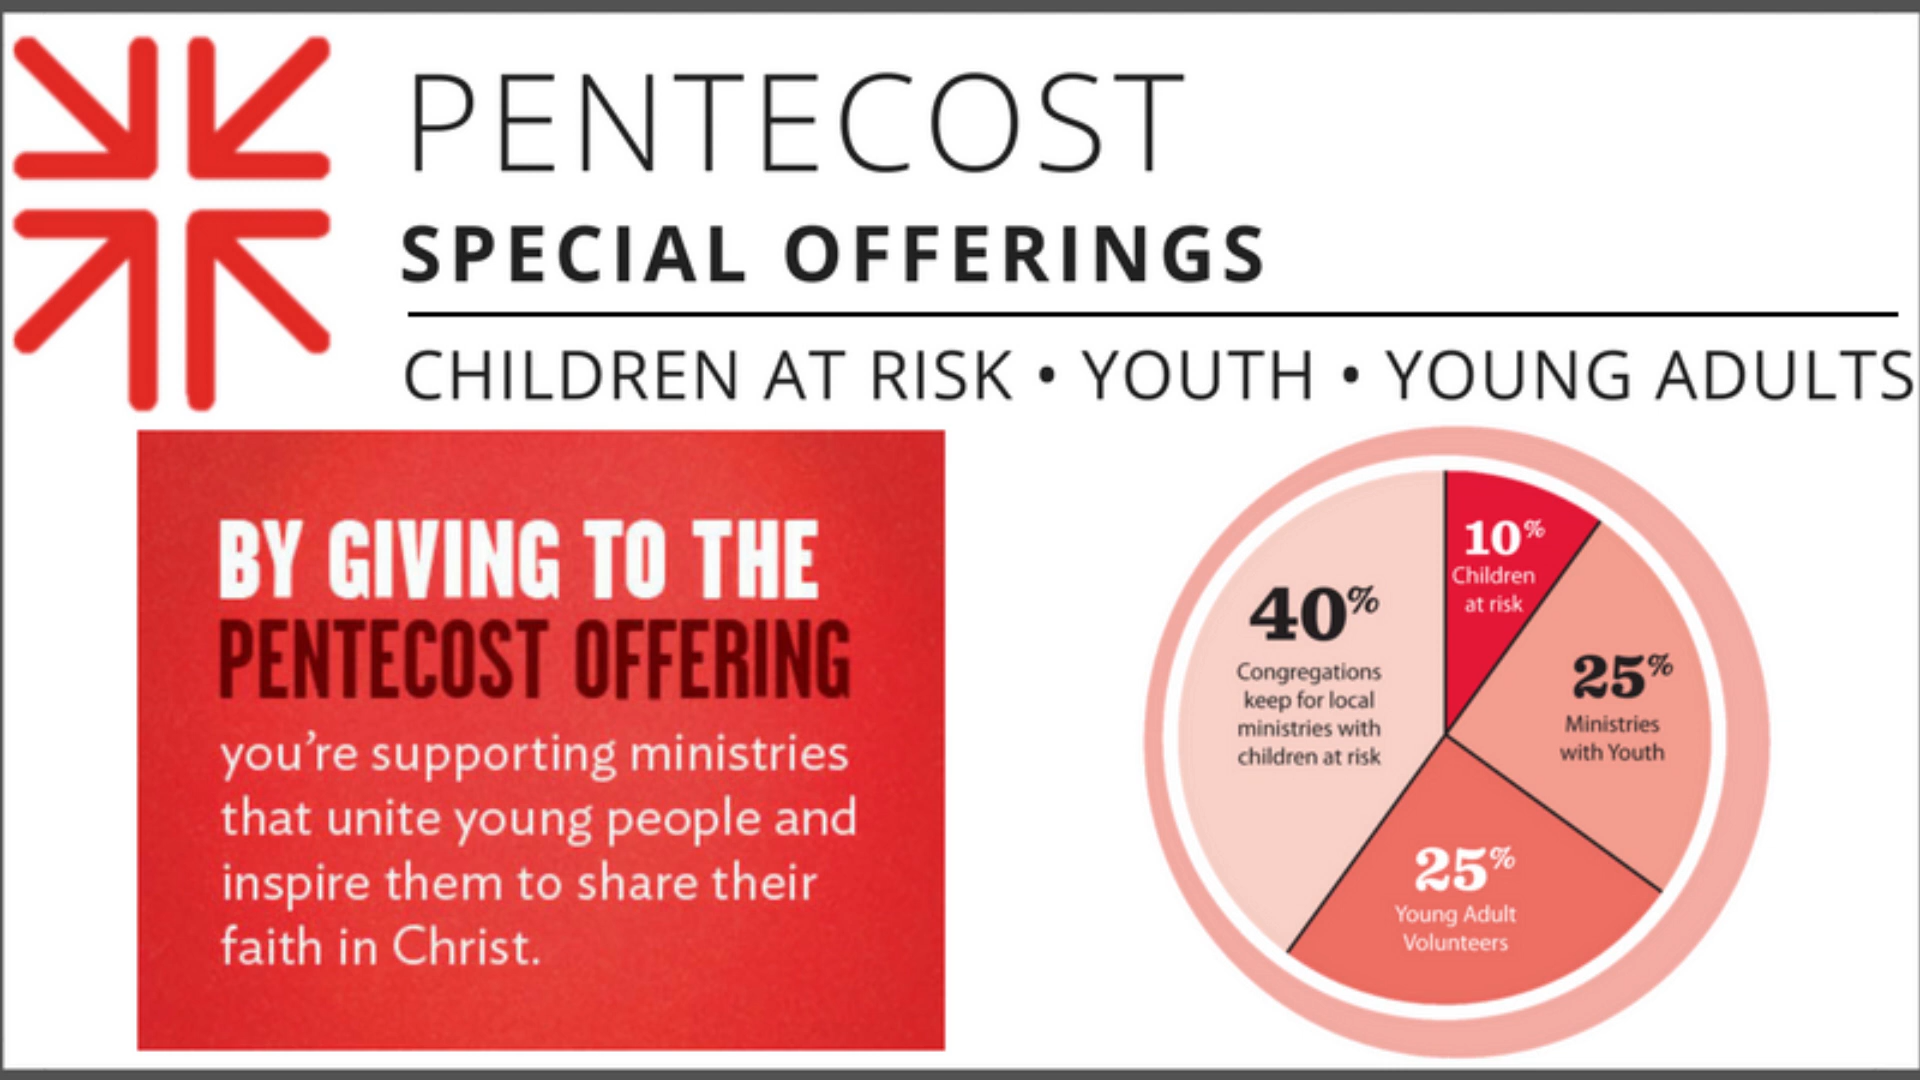 PENTECOST
SPECIAL OFFERINGS
CHILDREN AT RISK • YOUTH • YOUNG ADULTS
BY GIVING TO THE
PENTECOST OFFERING
you’re supporting ministries
that unite young people and
inspire them to share their
faith in Christ.
10%
Children
at risk
40%
Congregations
keep for local
ministries with
children at risk
25%
Ministries
with Youth
25%
Young Adult
Volunteers